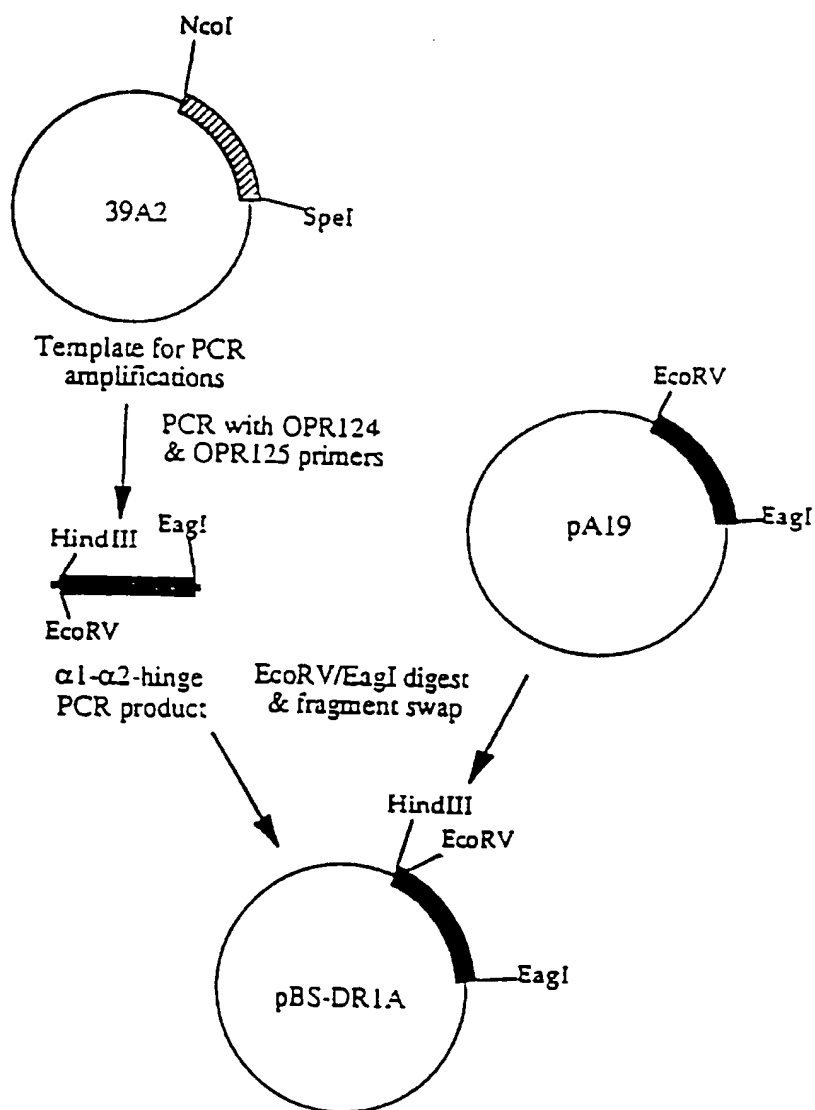 NcoI
39A2
SpeI
Template for PCR
amplifications
PCR with OPR124
& OPR125 primers
HindIII
EagI
EcoRV
α1-α2-hinge
PCR product
EcoRV
pA19
EagI
EcoRV/EagI digest
& fragment swap
HindIII
EcoRV
EagI
pBS-DR1A